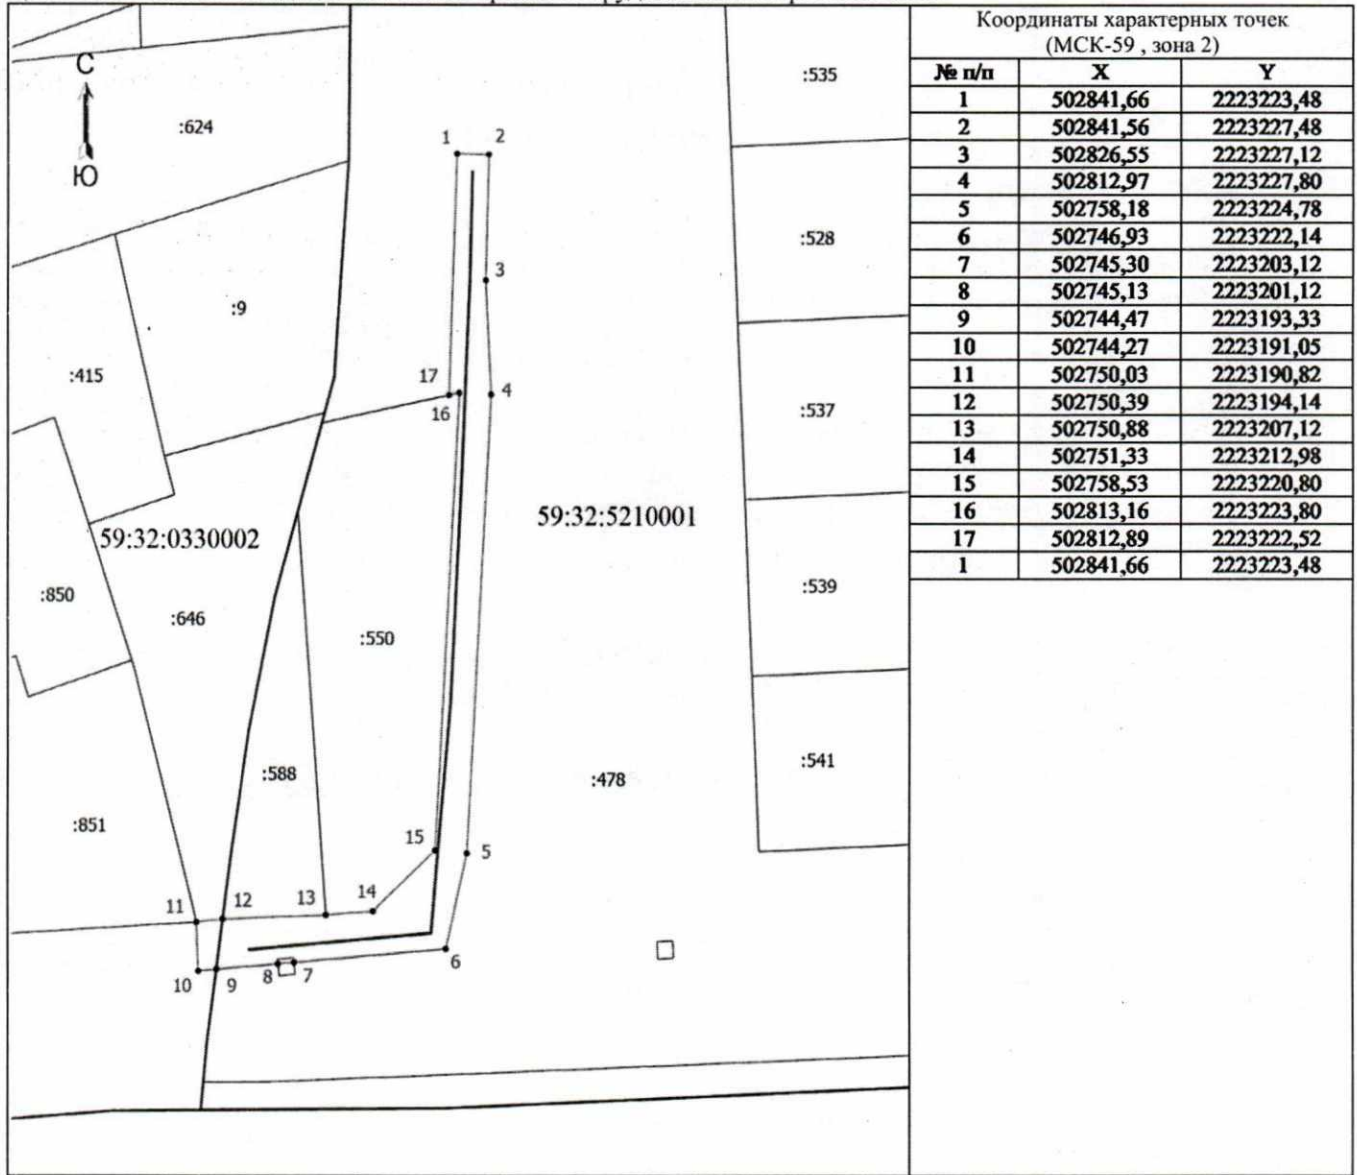 Координаты характерных точек
(МСК-59 , зона 2)
№ п/п X Y
1 502841,66 2223223,48
2 502841,56 2223227,48
3 502826,55 2223227,12
4 502812,97 2223227,80
5 502758,18 2223224,78
6 502746,93 2223222,14
7 502745,30 2223203,12
8 502745,13 2223201,12
9 502744,47 2223193,33
10 502744,27 2223191,05
11 502750,03 2223190,82
12 502750,39 2223194,14
13 502750,88 2223207,12
14 502751,33 2223212,98
15 502758,53 2223220,80
16 502813,16 2223223,80
17 502812,89 2223222,52
1 502841,66 2223223,48
С
Ю
:624
1 2
:535
:528
3
:9
:415
17
16
4
:537
59:32:5210001
59:32:0330002
:850
:646
:550
:539
:588
:478
:541
:851
15
5
11
12
13
14
10
9
8
7
6